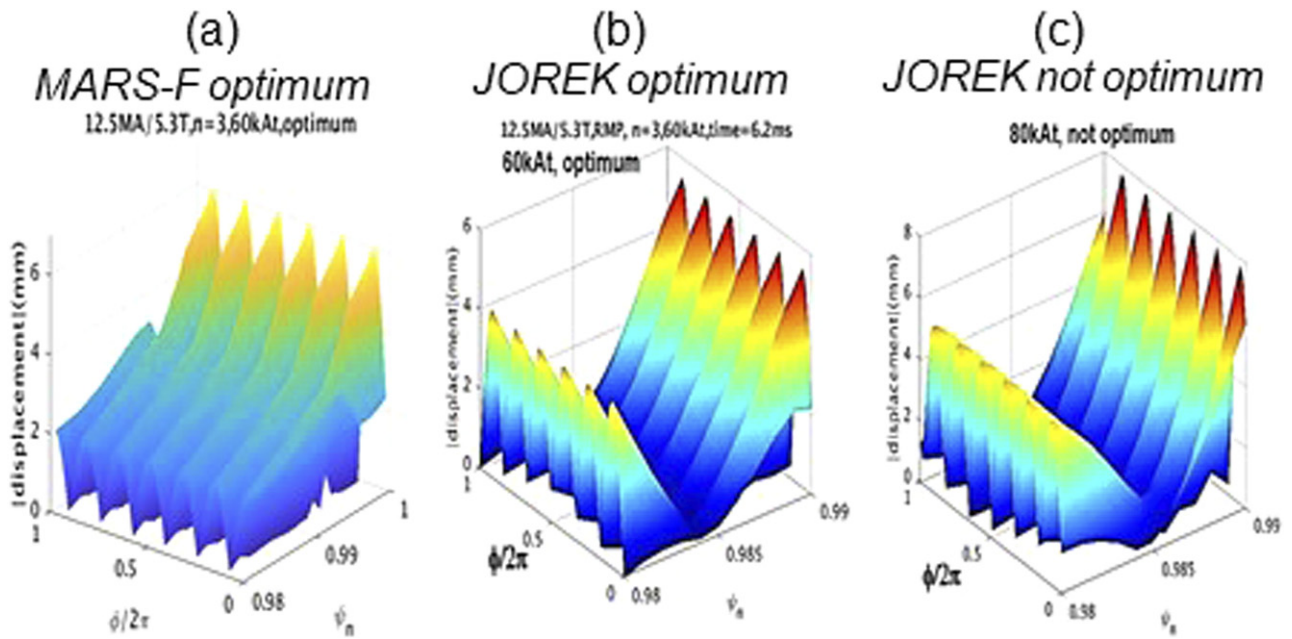 (a)
MARS-F optimum
12.5MA/5.3T,n=3,60kAt,optimum
|displacement|(mm)
6
4
2
0
1
0.5
0
ϕ/2π
0.98
0.99
1
ψn
(b)
JOREK optimum
12.5MA/5.3T,RMP, n=3,60kAt,time=6.2ms
60kAt, optimum
|displacement|(mm)
6
4
2
0
1
0.5
0
ϕ/2π
0.98
0.985
0.99
ψn
(c)
JOREK not optimum
80kAt, not optimum
|displacement|(mm)
8
6
4
2
0
1
0.5
0
ϕ/2π
0.98
0.985
0.99
ψn